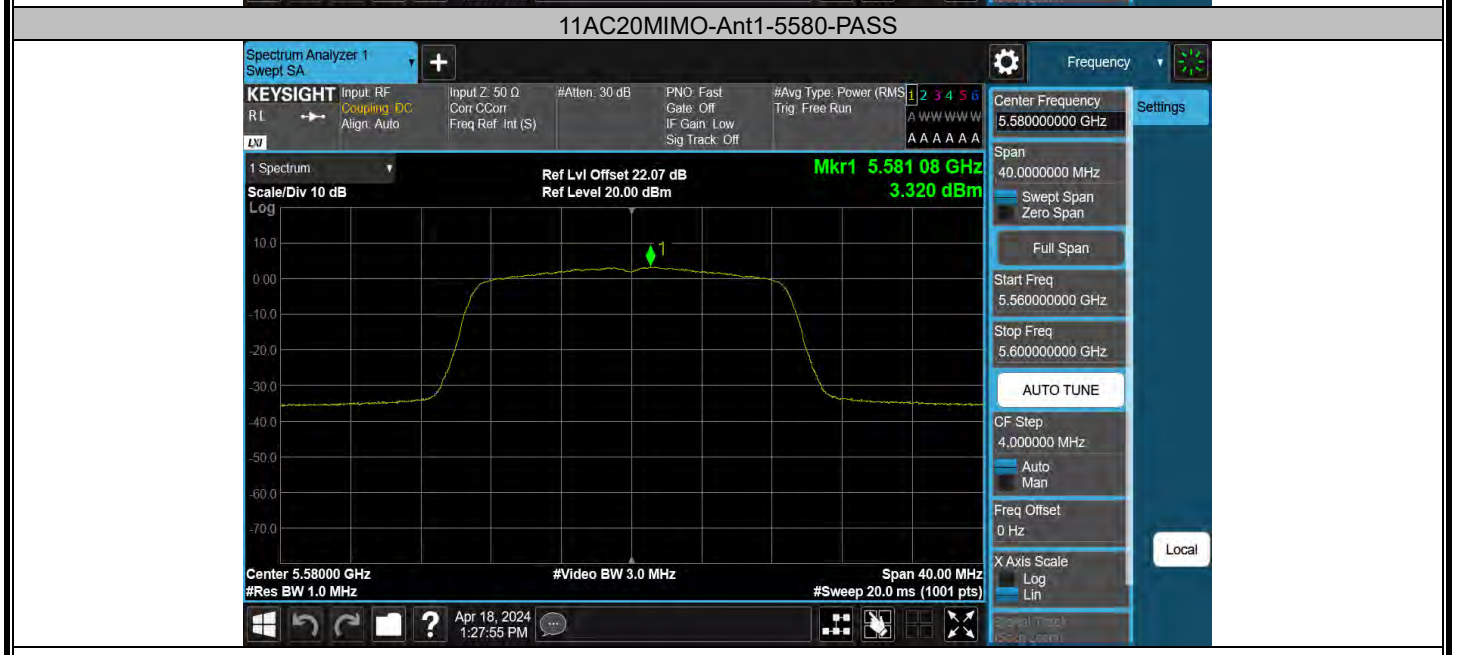 11AC20MIMO-Ant1-5580-PASS
Spectrum Analyzer 1
Swept SA
Frequency
KEYSIGHT
RL
LXI
Input: RF
Coupling: DC
Align: Auto
Input Z: 50 Ω
Corr CCorr
Freq Ref: Int (S)
#Atten: 30 dB
PNO: Fast
Gate: Off
IF Gain: Low
Sig Track: Off
#Avg Type: Power (RMS
Trig: Free Run
1 2 3 4 5 6
A WW WW W
A A A A A A
Center Frequency
5.580000000 GHz
Settings
1 Spectrum
Scale/Div 10 dB
Log
Ref Lvl Offset 22.07 dB
Ref Level 20.00 dBm
Mkr1 5.581 08 GHz
3.320 dBm
Span
40.0000000 MHz
Swept Span
Zero Span
Full Span
Start Freq
5.560000000 GHz
Stop Freq
5.600000000 GHz
AUTO TUNE
CF Step
4.000000 MHz
Auto
Man
Freq Offset
0 Hz
X Axis Scale
Log
Lin
Signal Track
(Span Zoom)
Local
1
10.0
0.00
-10.0
-20.0
-30.0
-40.0
-50.0
-60.0
-70.0
Center 5.58000 GHz
#Video BW 3.0 MHz
Span 40.00 MHz
#Res BW 1.0 MHz
#Sweep 20.0 ms (1001 pts)
?
Apr 18, 2024
1:27:55 PM